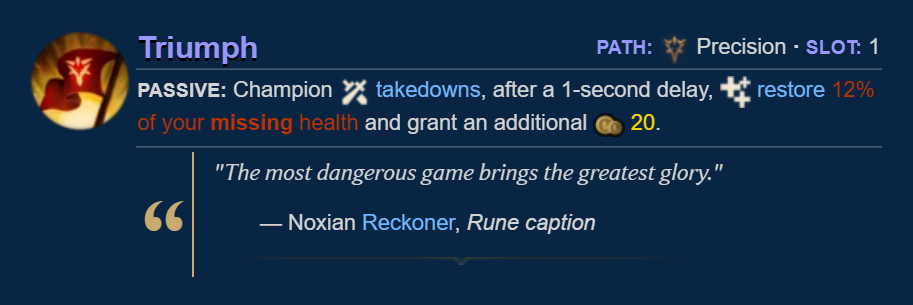 Triumph
PATH: Precision · SLOT: 1
PASSIVE: Champion takedowns, after a 1-second delay, restore 12%
of your missing health and grant an additional 20.
"The most dangerous game brings the greatest glory."
— Noxian Reckoner, Rune caption